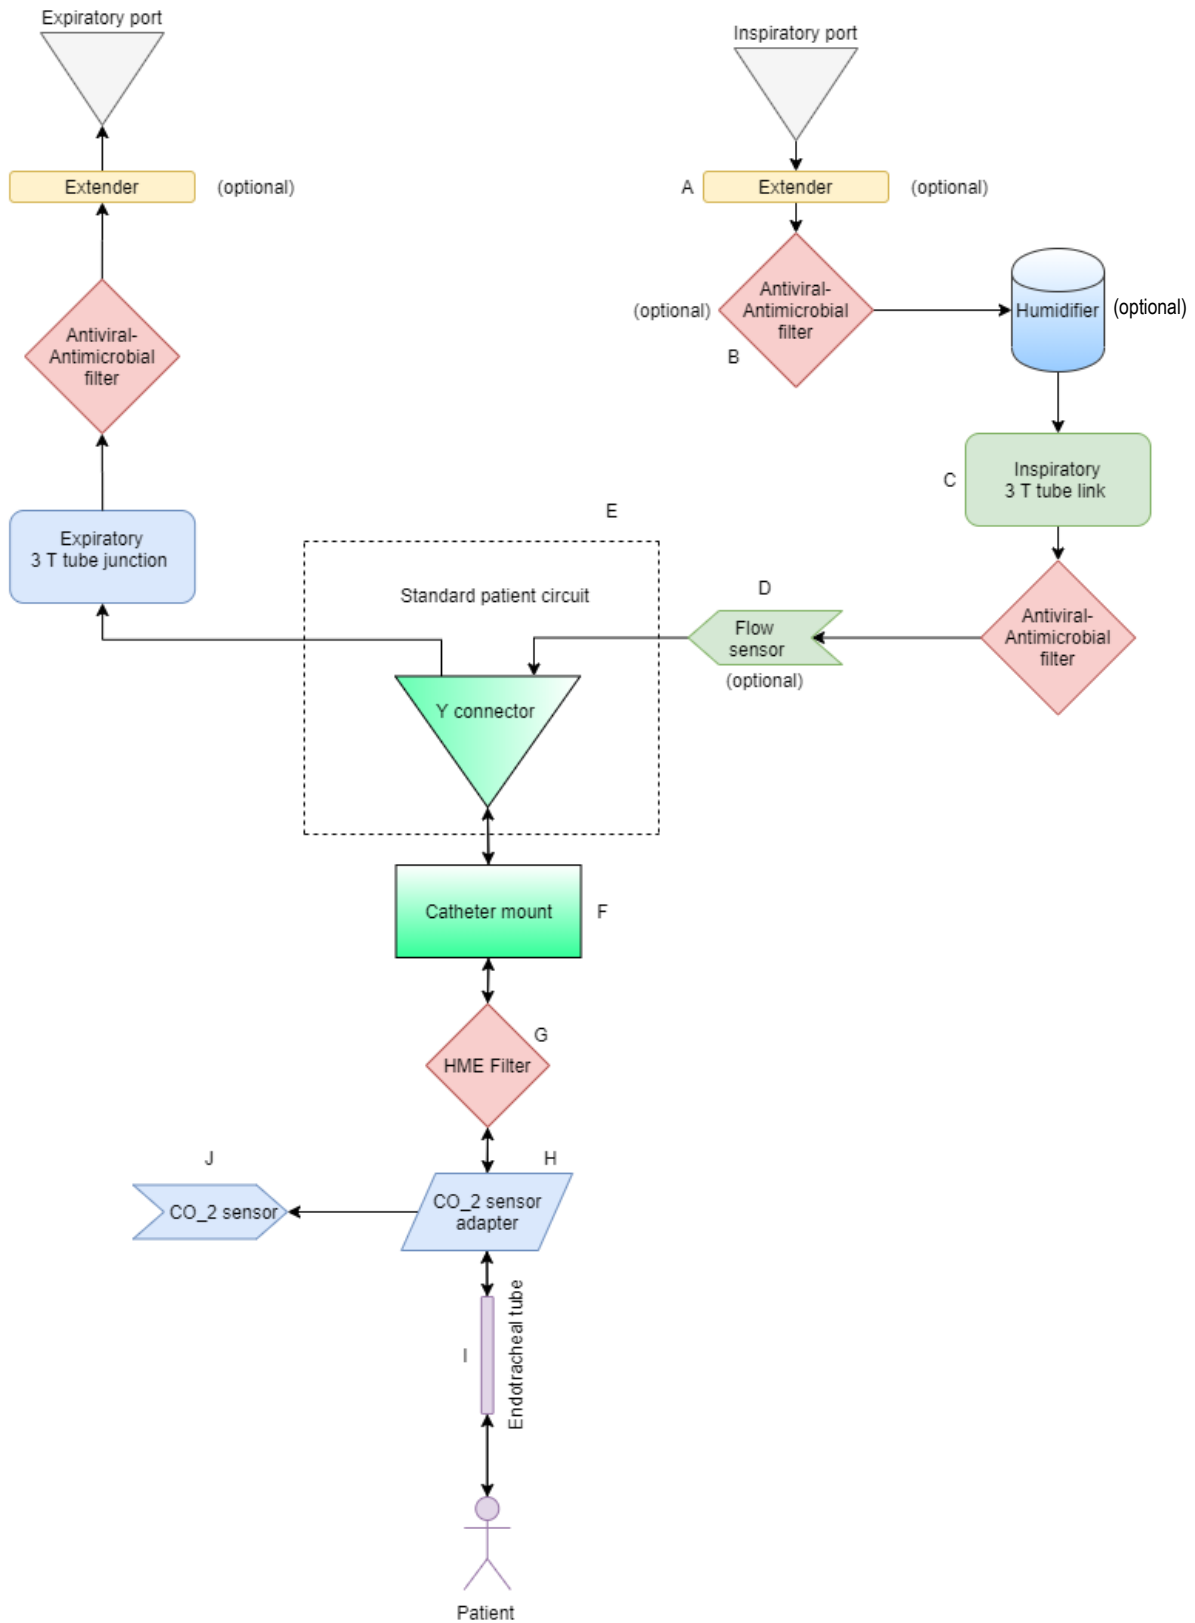 Expiratory port
Inspiratory port
Extender
(optional)
A
Extender
(optional)
Antiviral-
Antimicrobial
filter
(optional)
Antiviral-
Antimicrobial
filter
B
Humidifier
(optional)
C
Inspiratory
3 T tube link
Expiratory
3 T tube junction
E
Standard patient circuit
D
Flow
sensor
(optional)
Antiviral-
Antimicrobial
filter
Y connector
Catheter mount
F
G
HME Filter
J
CO_2 sensor
H
CO_2 sensor
adapter
I
Endotracheal tube
Patient